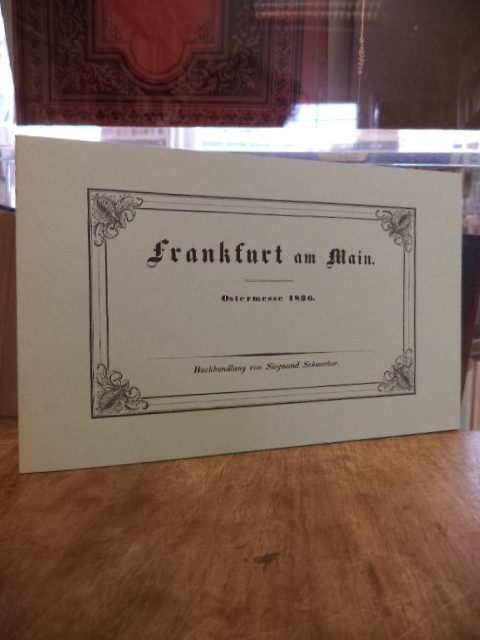 Frankfurt am Main.
Ostermesse 1836.
Buchhandlung von Siegmund Schmerber.